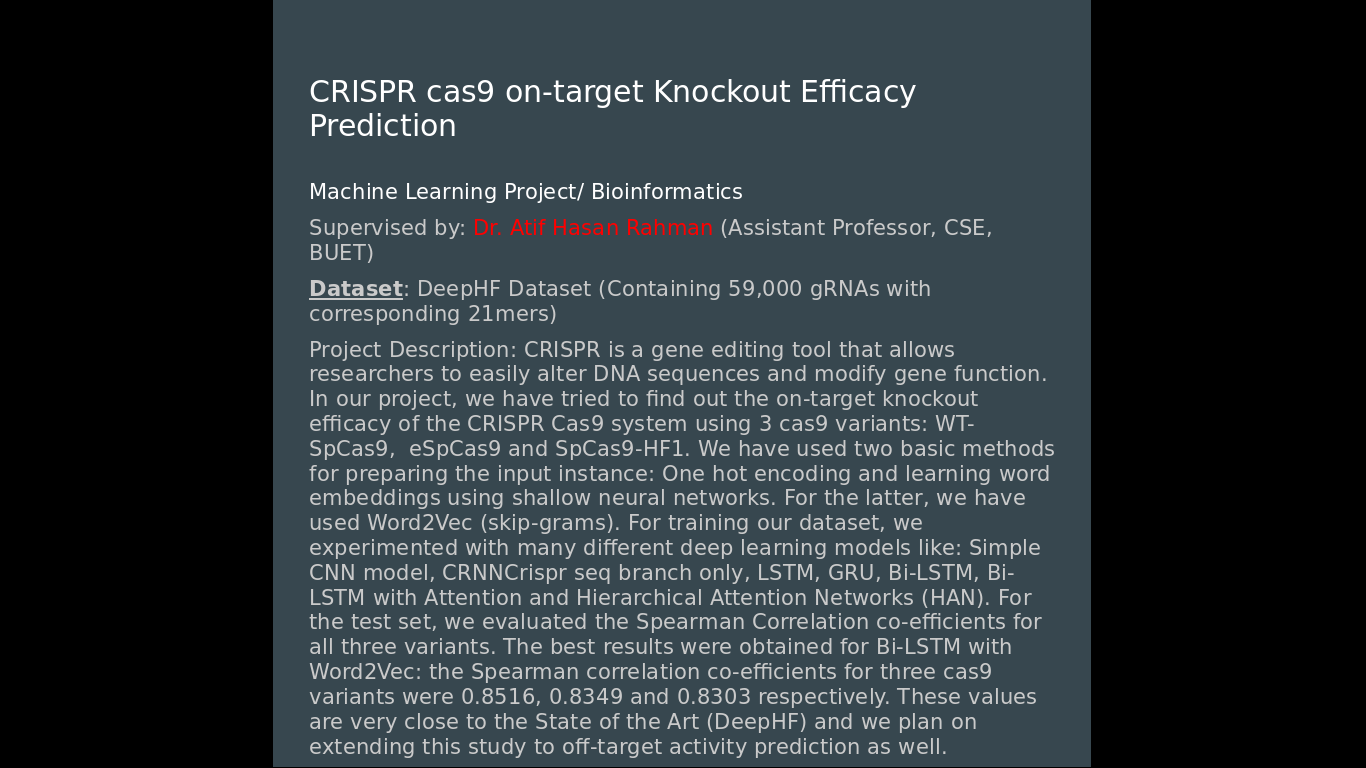 CRISPR cas9 on-target Knockout Efficacy
Prediction
Machine Learning Project/ Bioinformatics
Supervised by: Dr. Atif Hasan Rahman (Assistant Professor, CSE,
BUET)
Dataset: DeepHF Dataset (Containing 59,000 gRNAs with
corresponding 21mers)
Project Description: CRISPR is a gene editing tool that allows
researchers to easily alter DNA sequences and modify gene function.
In our project, we have tried to find out the on-target knockout
efficacy of the CRISPR Cas9 system using 3 cas9 variants: WT-
SpCas9,  eSpCas9 and SpCas9-HF1. We have used two basic methods
for preparing the input instance: One hot encoding and learning word
embeddings using shallow neural networks. For the latter, we have
used Word2Vec (skip-grams). For training our dataset, we
experimented with many different deep learning models like: Simple
CNN model, CRNNCrispr seq branch only, LSTM, GRU, Bi-LSTM, Bi-
LSTM with Attention and Hierarchical Attention Networks (HAN). For
the test set, we evaluated the Spearman Correlation co-efficients for
all three variants. The best results were obtained for Bi-LSTM with
Word2Vec: the Spearman correlation co-efficients for three cas9
variants were 0.8516, 0.8349 and 0.8303 respectively. These values
are very close to the State of the Art (DeepHF) and we plan on
extending this study to off-target activity prediction as well.